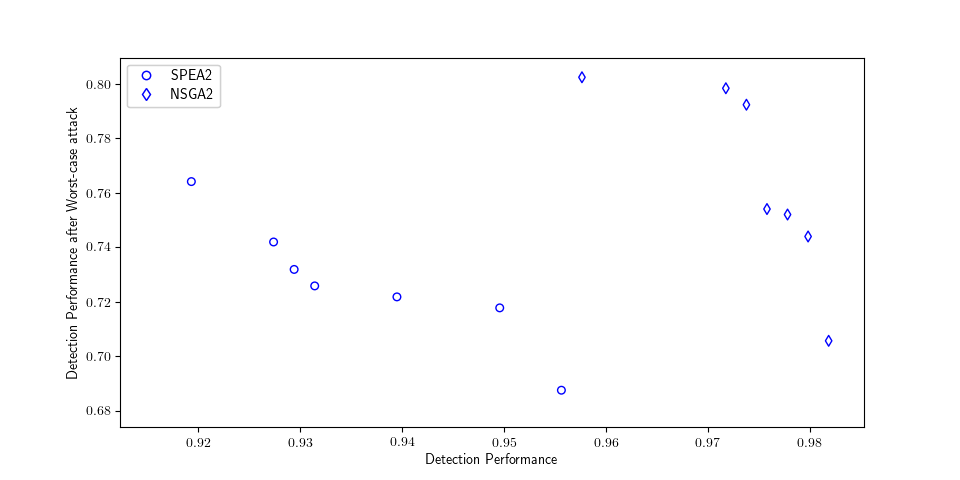 SPEA2
NSGA2
0.80
0.78
0.76
0.74
0.72
0.70
0.68
Detection Performance after Worst-case attack
0.92 0.93 0.94 0.95 0.96 0.97 0.98
Detection Performance